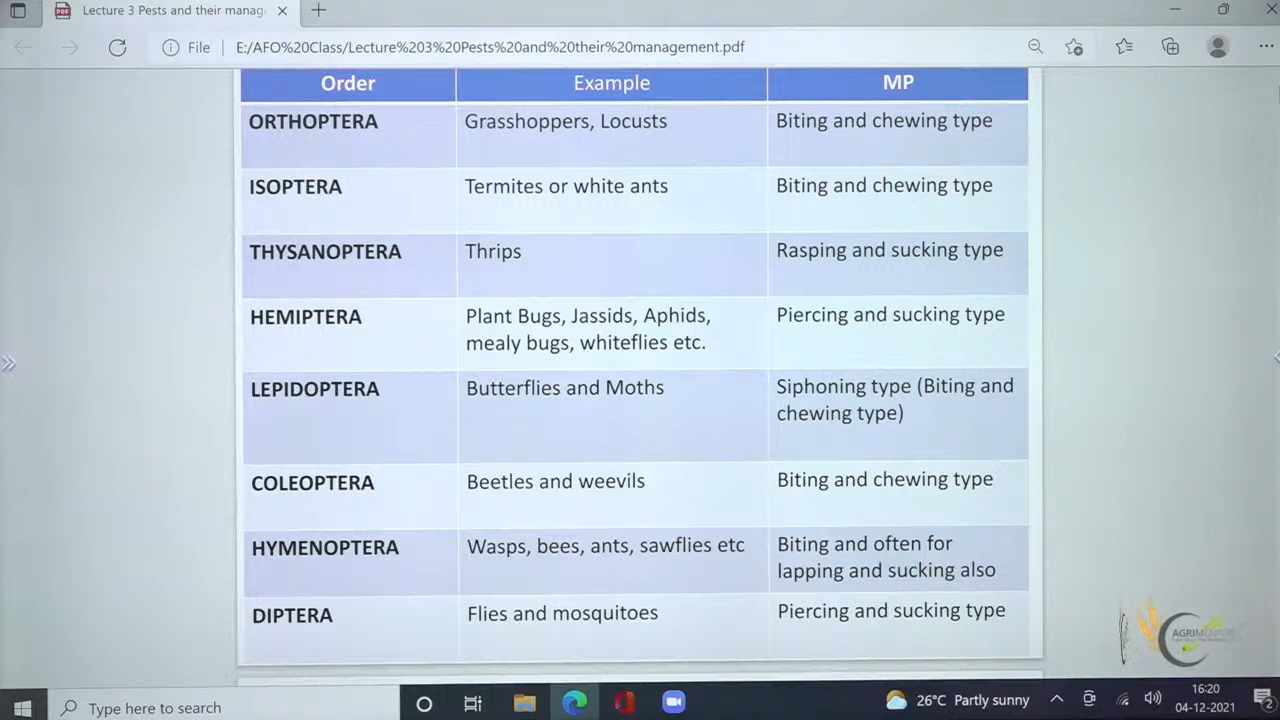 Lecture 3 Pests and their manag
File
E:/AFO%20Class/Lecture%203%20Pests%20and%20their%20management.pdf
Order Example MP
ORTHOPTERA Grasshoppers, Locusts Biting and chewing type
ISOPTERA Termites or white ants Biting and chewing type
THYSANOPTERA Thrips Rasping and sucking type
HEMIPTERA Plant Bugs, Jassids, Aphids, Piercing and sucking type
mealy bugs, whiteflies etc.
LEPIDOPTERA Butterflies and Moths Siphoning type (Biting and
chewing type)
COLEOPTERA Beetles and weevils Biting and chewing type
HYMENOPTERA Wasps, bees, ants, sawflies etc Biting and often for
lapping and sucking also
DIPTERA Flies and mosquitoes Piercing and sucking type
Type here to search
26°C Partly sunny
16:20
04-12-2021
2